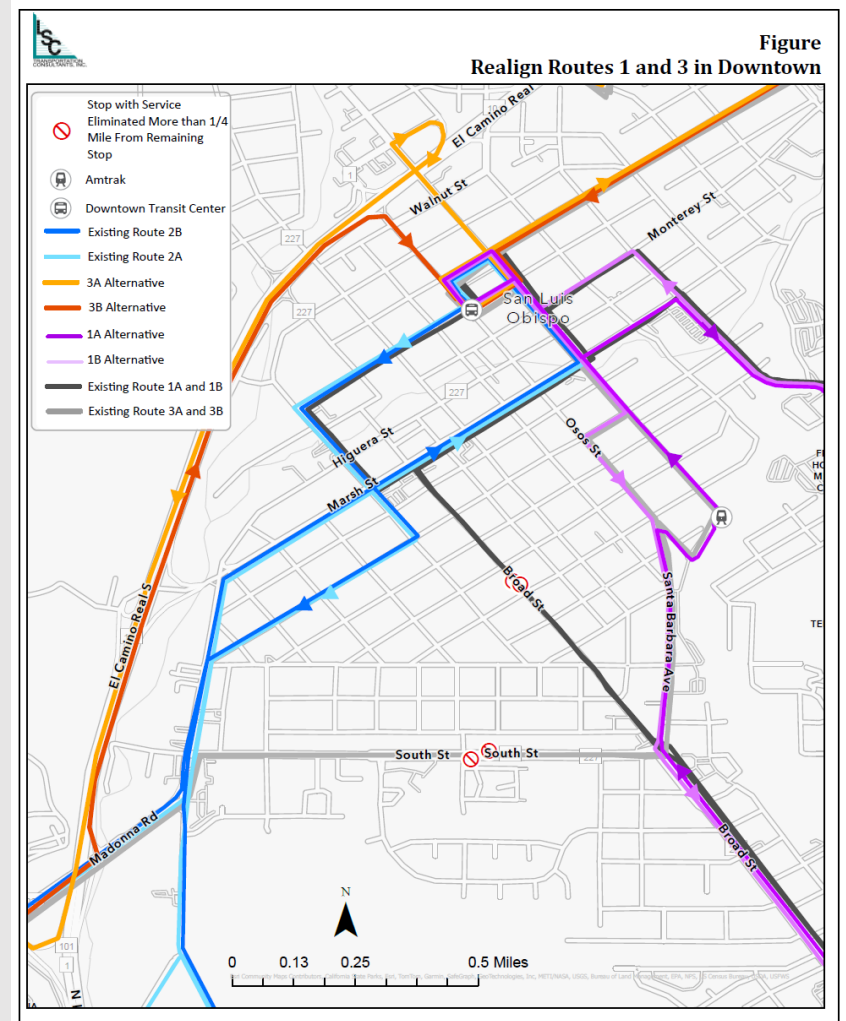 LSC
TRANSPORTATION
CONSULTANTS, INC.
Figure
Realign Routes 1 and 3 in Downtown
Stop with Service
Eliminated More than 1/4
Mile From Remaining
Stop
Amtrak
Downtown Transit Center
Existing Route 2B
Existing Route 2A
3A Alternative
3B Alternative
1A Alternative
1B Alternative
Existing Route 1A and 1B
Existing Route 3A and 3B
El Camino Real
1
Walnut St
227
Monterey St
San Luis
Obispo
227
227
Higuera St
Osos St
Marsh St
Broad St
El Camino Real S
Santa Barbara Ave
TE
South St
South St
227
Madonna Rd
Broad St
N
101
1
0 0.13 0.25 0.5 Miles